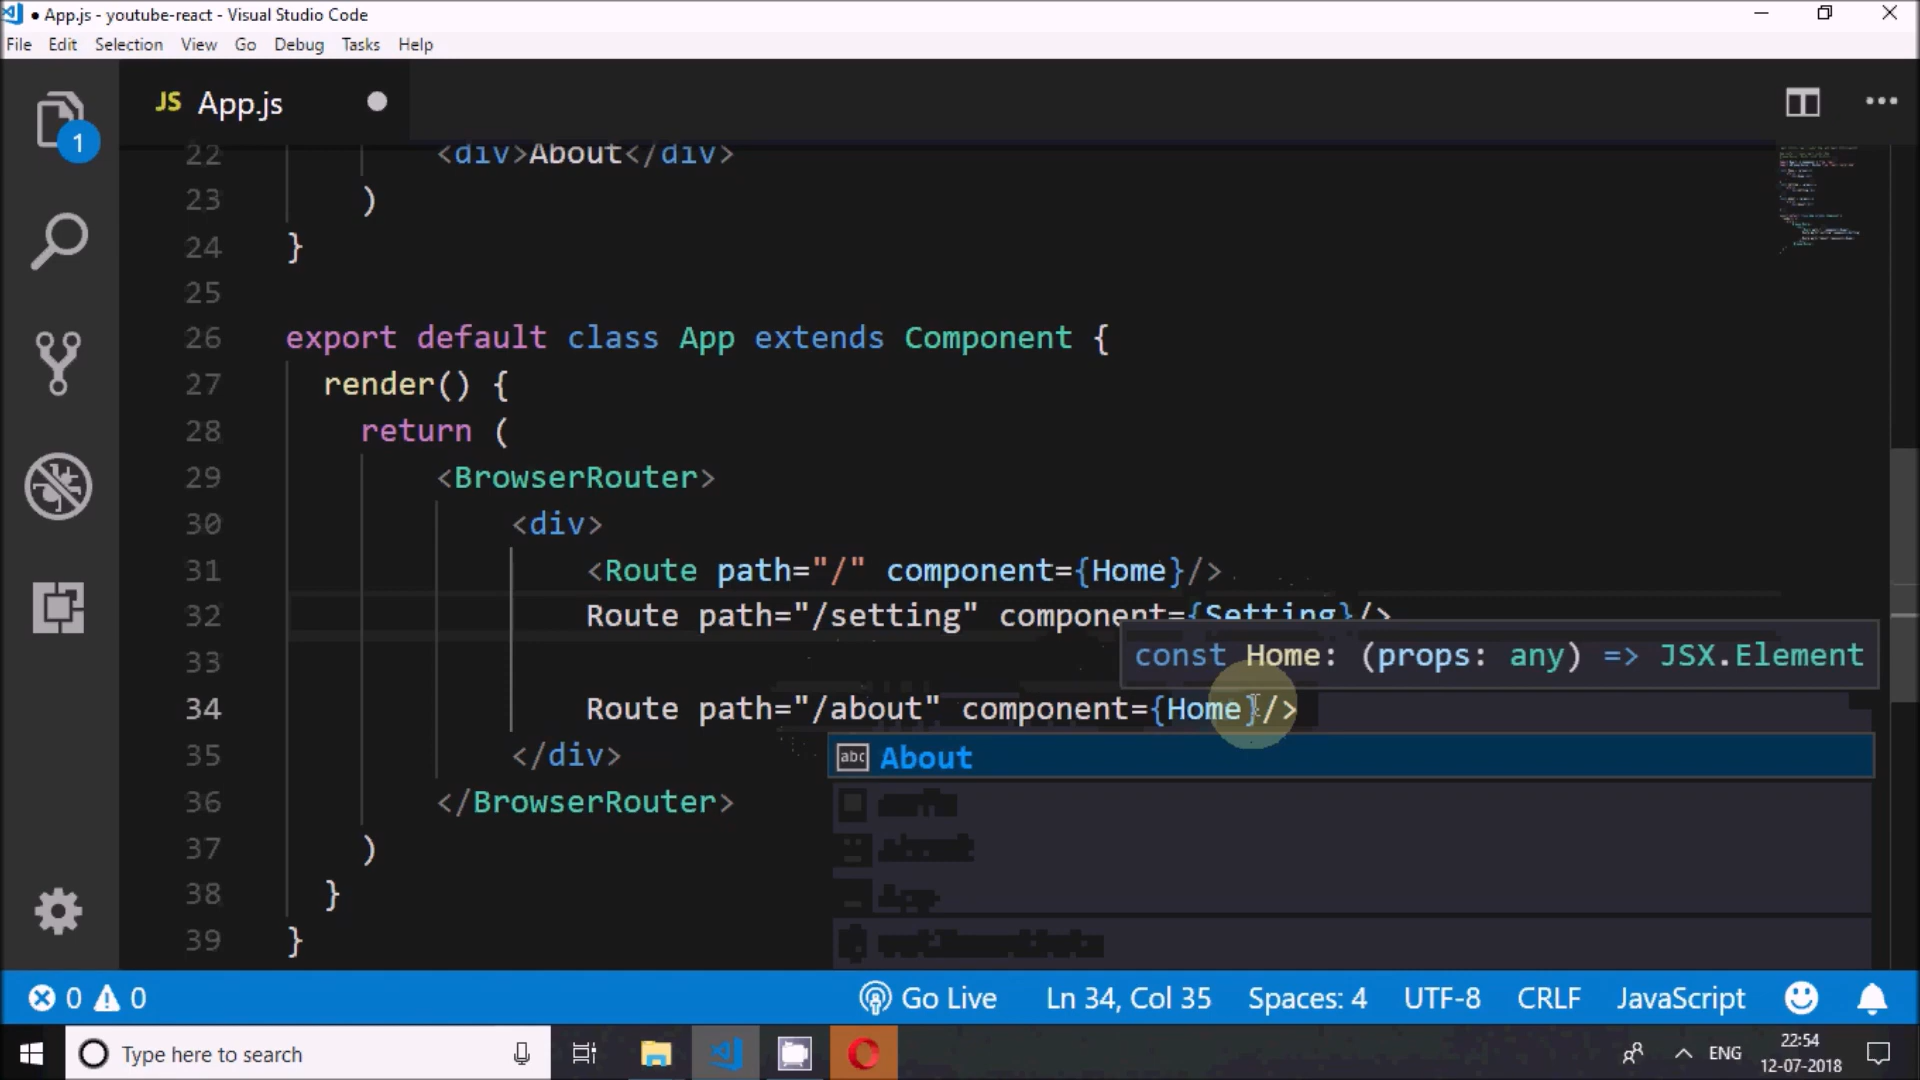 ● App.js - youtube-react - Visual Studio Code
File Edit Selection View Go Debug Tasks Help
1
JS App.js
22 <div>About</div>
23 )
24 }
25
26 export default class App extends Component {
27 render() {
28 return (
29 <BrowserRouter>
30 <div>
31 <Route path="/" component={Home}/>
32 Route path="/setting" component={Setting}/>
33
const Home: (props: any) => JSX.Element
34 Route path="/about" component={Home}/>
35 </div>
abc About
36 </BrowserRouter>
37 )
38 }
39 }
0 0 Go Live Ln 34, Col 35 Spaces: 4 UTF-8 CRLF JavaScript
Type here to search
ENG
22:54
12-07-2018